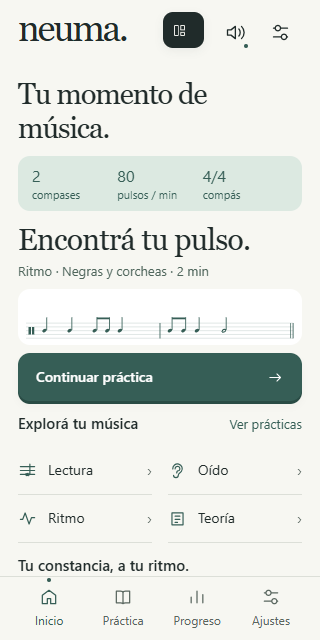 neuma.
Tu momento de
música.
2
80
4/4
compases
pulsos / min
compás
Encontrá tu pulso.
Ritmo · Negras y corcheas · 2 min
Continuar práctica →
Explorá tu música
Ver prácticas
Lectura ›
Oído ›
Ritmo ›
Teoría ›
Tu constancia, a tu ritmo.
Inicio
Práctica
Progreso
Ajustes